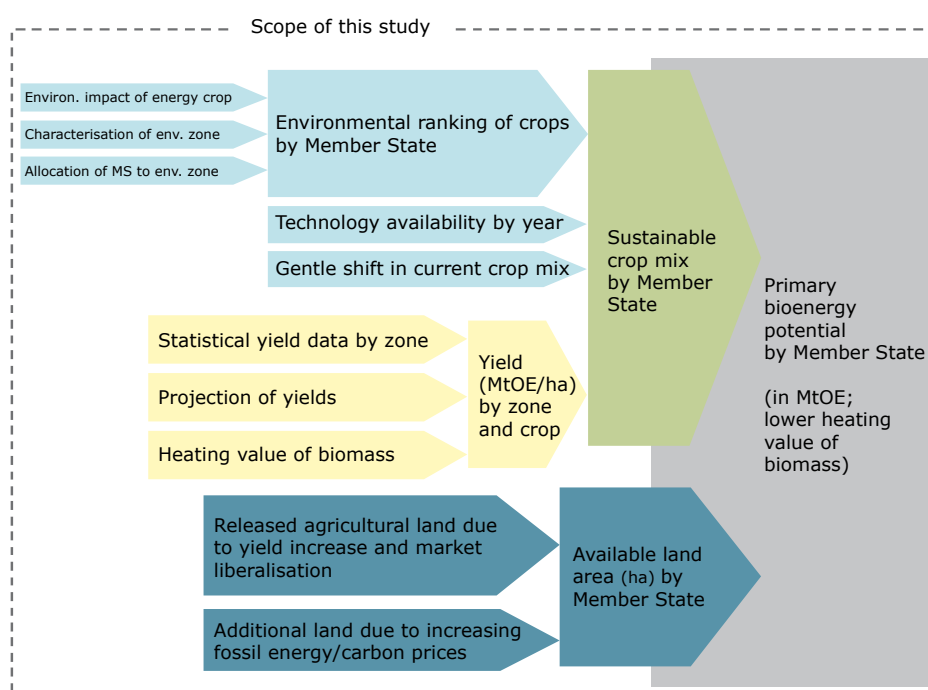 Scope of this study
Environ. impact of energy crop
Characterisation of env. zone
Allocation of MS to env. zone
Environmental ranking of crops
by Member State
Technology availability by year
Gentle shift in current crop mix
Sustainable
crop mix
by Member
State
Statistical yield data by zone
Projection of yields
Heating value of biomass
Yield
(MtOE/ha)
by zone
and crop
Primary
bioenergy
potential
by Member State
(in MtOE;
lower heating
value of
biomass)
Released agricultural land due
to yield increase and market
liberalisation
Additional land due to increasing
fossil energy/carbon prices
Available land
area (ha) by
Member State